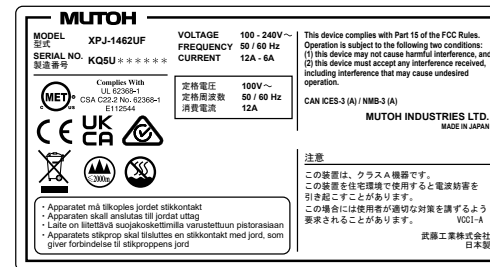 MUTOH
MODEL
型式
XPJ-1462UF
SERIAL NO.
製造番号
KQ5U******
VOLTAGE 100 - 240V~
FREQUENCY 50 / 60 Hz
CURRENT 12A - 6A
Complies With
UL 62368-1
CSA C22.2 No. 62368-1
E112544
MET
C US
定格電圧 100V~
定格周波数 50 / 60 Hz
消費電流 12A
CE
UK
CA
≤2000m
・Apparatet må tilkoples jordet stikkontakt
・Apparaten skall anslutas till jordat uttag
・Laite on liitettävä suojakoskettimilla varustettuun pistorasiaan
・Apparatets stikprop skal tilsluttes en stikkontakt med jord, som
giver forbindelse til stikproppens jord
This device complies with Part 15 of the FCC Rules.
Operation is subject to the following two conditions:
(1) this device may not cause harmful interference, and
(2) this device must accept any interference received,
including interference that may cause undesired
operation.
CAN ICES-3 (A) / NMB-3 (A)
MUTOH INDUSTRIES LTD.
MADE IN JAPAN
注意
この装置は、クラスA機器です。
この装置を住宅環境で使用すると電波妨害を
引き起こすことがあります。
この場合には使用者が適切な対策を講ずるよう
要求されることがあります。 VCCI-A
武藤工業株式会社
日本製